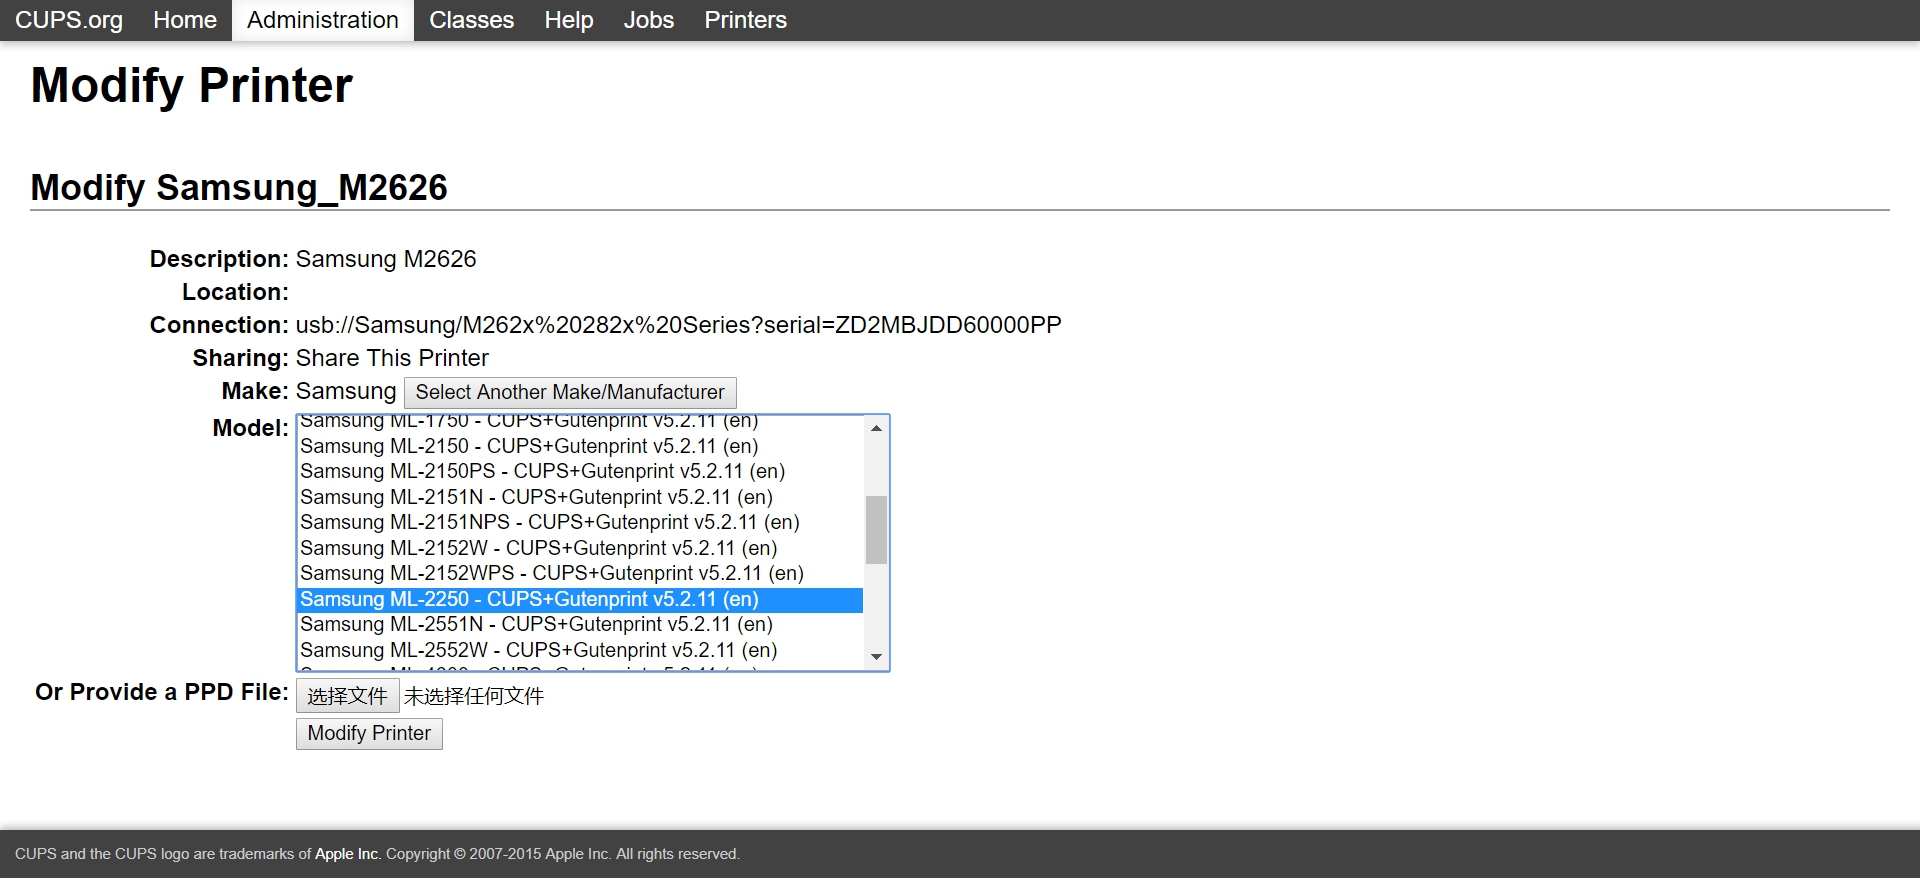 CUPS.org Home Administration Classes Help Jobs Printers
Modify Printer
Modify Samsung_M2626
Description: Samsung M2626
Location:
Connection: usb://Samsung/M262x%20282x%20Series?serial=ZD2MBJDD60000PP
Sharing: Share This Printer
Make: Samsung Select Another Make/Manufacturer
Model: Samsung ML-1750 - CUPS+Gutenprint v5.2.11 (en)
Samsung ML-2150 - CUPS+Gutenprint v5.2.11 (en)
Samsung ML-2150PS - CUPS+Gutenprint v5.2.11 (en)
Samsung ML-2151N - CUPS+Gutenprint v5.2.11 (en)
Samsung ML-2151NPS - CUPS+Gutenprint v5.2.11 (en)
Samsung ML-2152W - CUPS+Gutenprint v5.2.11 (en)
Samsung ML-2152WPS - CUPS+Gutenprint v5.2.11 (en)
Samsung ML-2250 - CUPS+Gutenprint v5.2.11 (en)
Samsung ML-2551N - CUPS+Gutenprint v5.2.11 (en)
Samsung ML-2552W - CUPS+Gutenprint v5.2.11 (en)
Or Provide a PPD File: 选择文件 未选择任何文件
Modify Printer
CUPS and the CUPS logo are trademarks of Apple Inc. Copyright © 2007-2015 Apple Inc. All rights reserved.